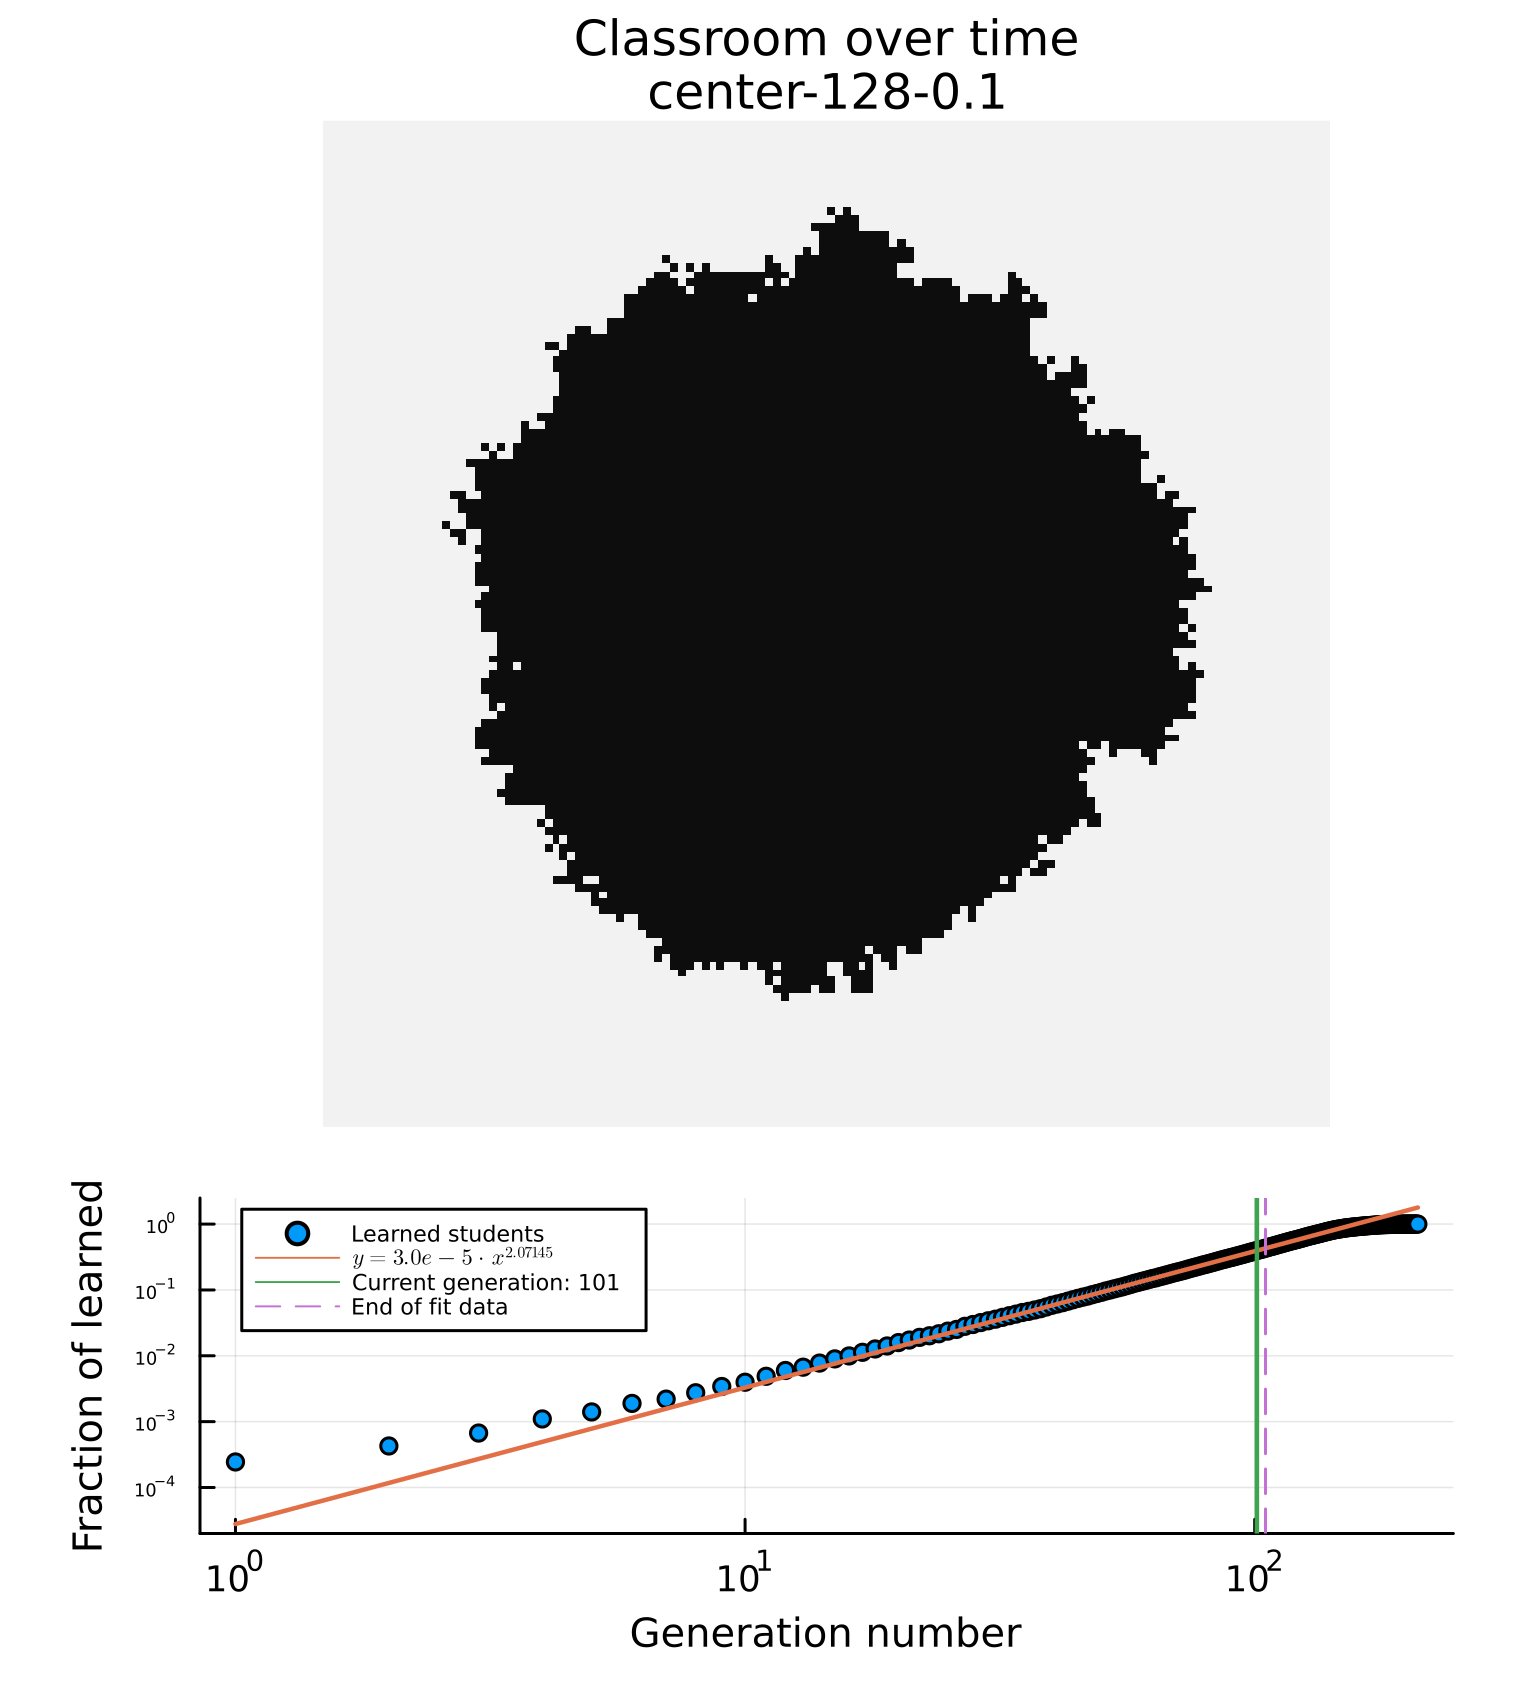 Classroom over time
center-128-0.1
Fraction of learned
10^0
10^-1
10^-2
10^-3
10^-4
Learned students
y = 3.0e − 5 · x^2.07145
Current generation: 101
End of fit data
10^0 10^1 10^2
Generation number